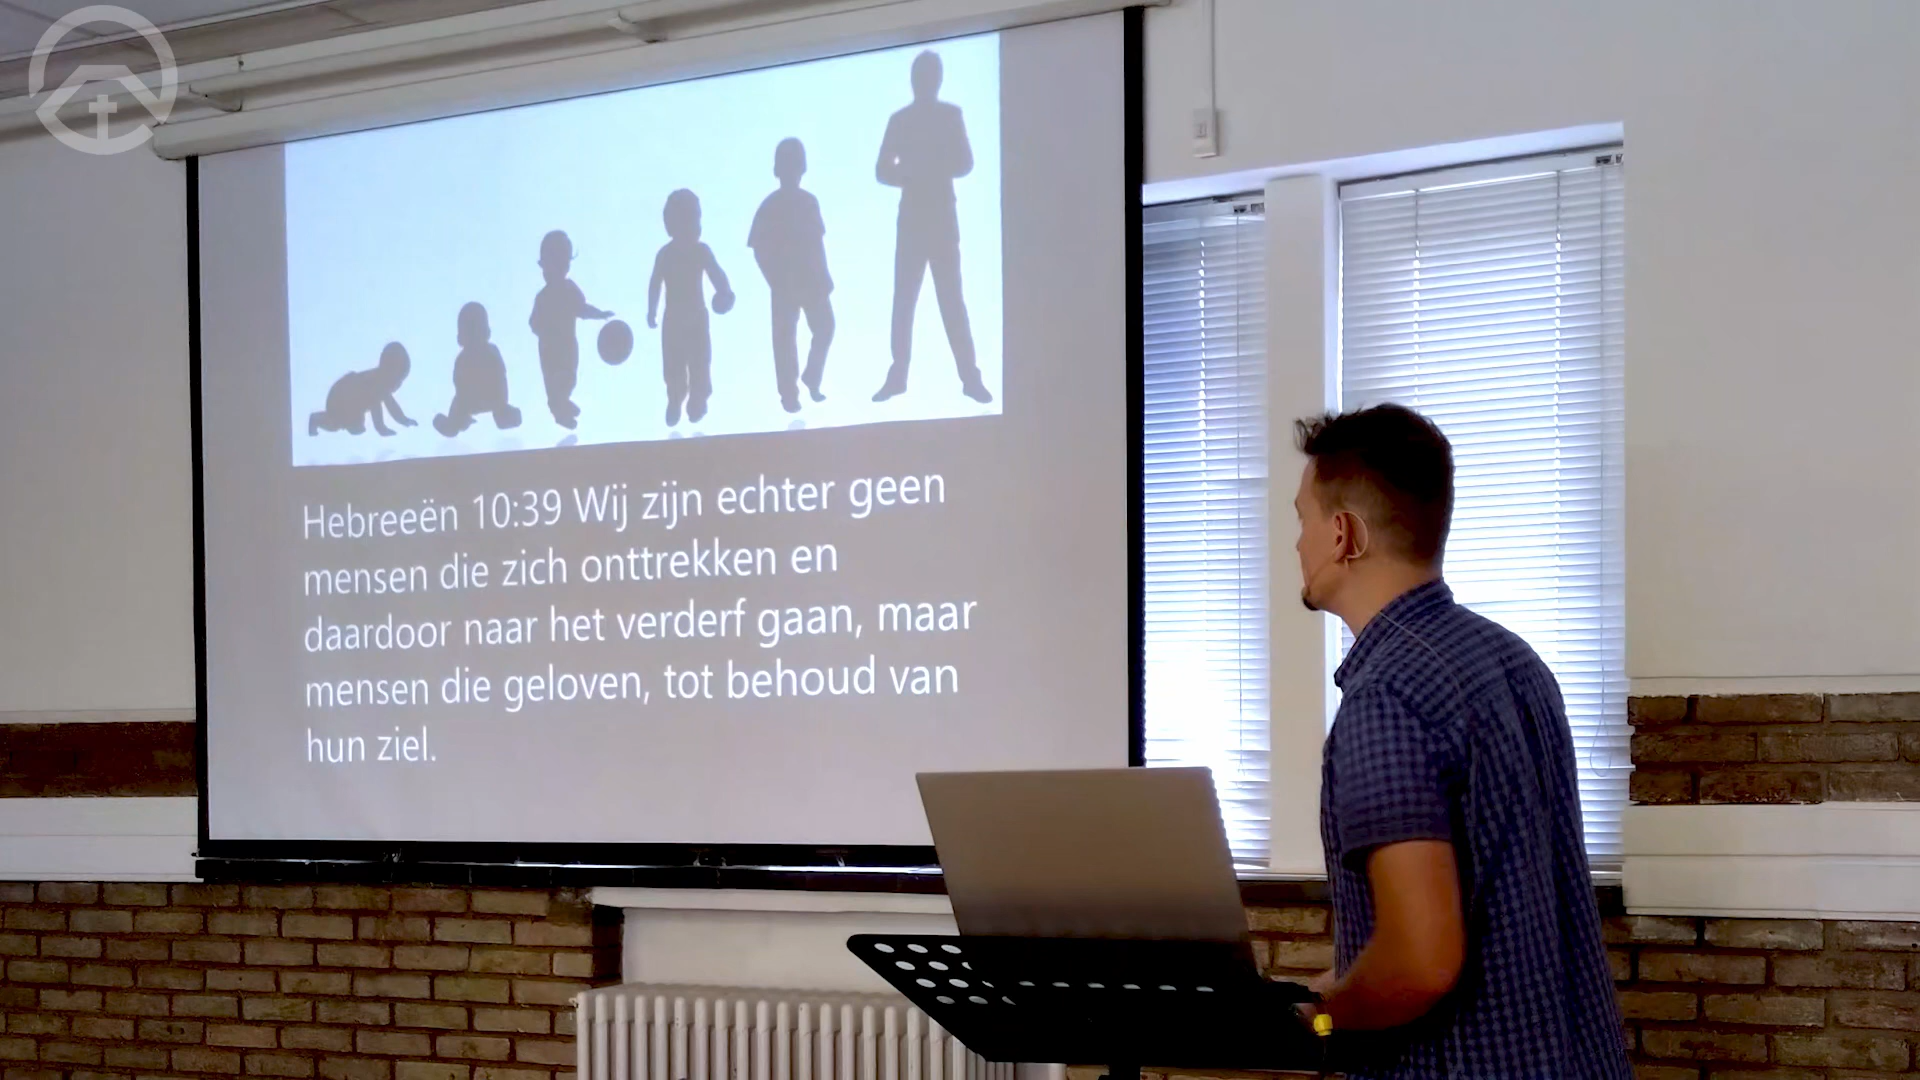 Hebreeën 10:39 Wij zijn echter geen
mensen die zich onttrekken en
daardoor naar het verderf gaan, maar
mensen die geloven, tot behoud van
hun ziel.